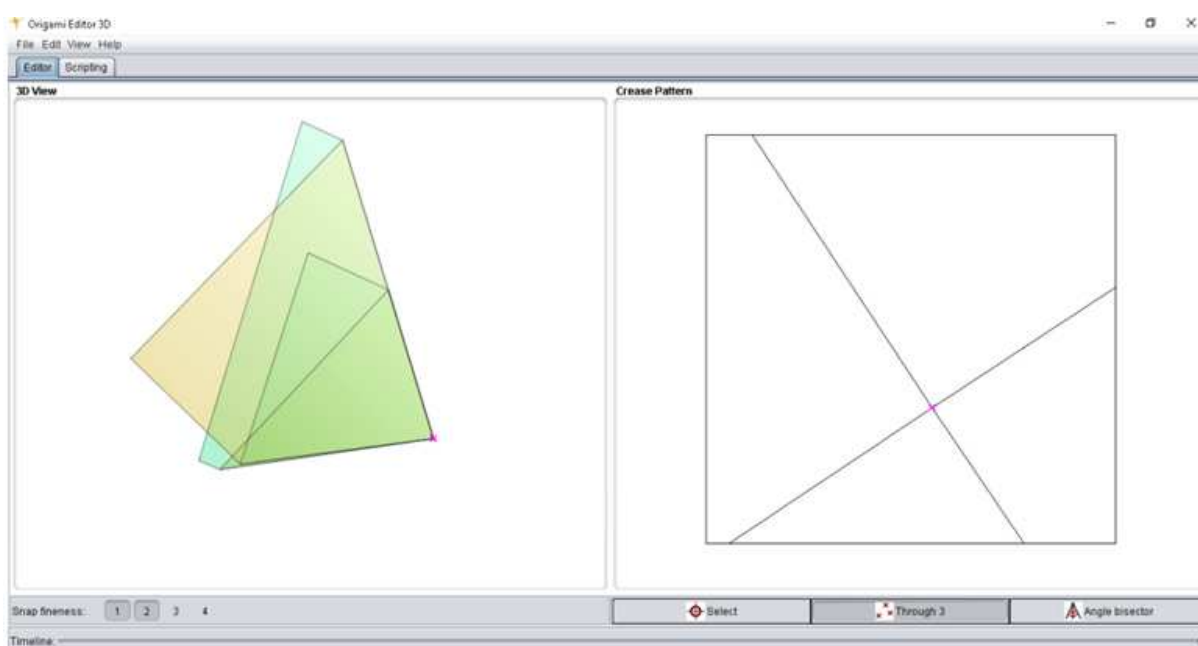 Origami Editor 3D
File Edit View Help
Editor Scripting
3D View Crease Pattern
Snap fineness: 1 2 3 4 Select Through 3 Angle bisector
Timeline: